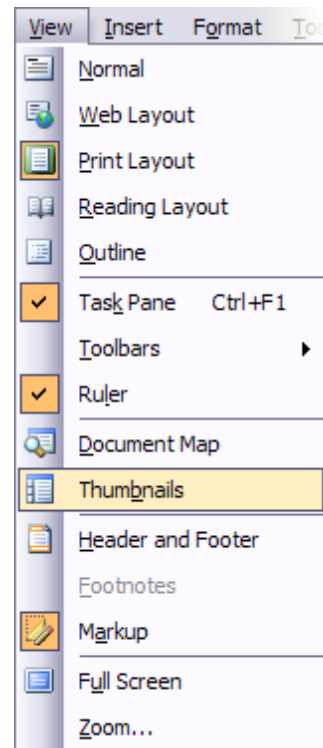 View Insert Format Too
Normal
Web Layout
Print Layout
Reading Layout
Outline
Task Pane Ctrl+F1
Toolbars
Ruler
Document Map
Thumbnails
Header and Footer
Footnotes
Markup
Full Screen
Zoom...